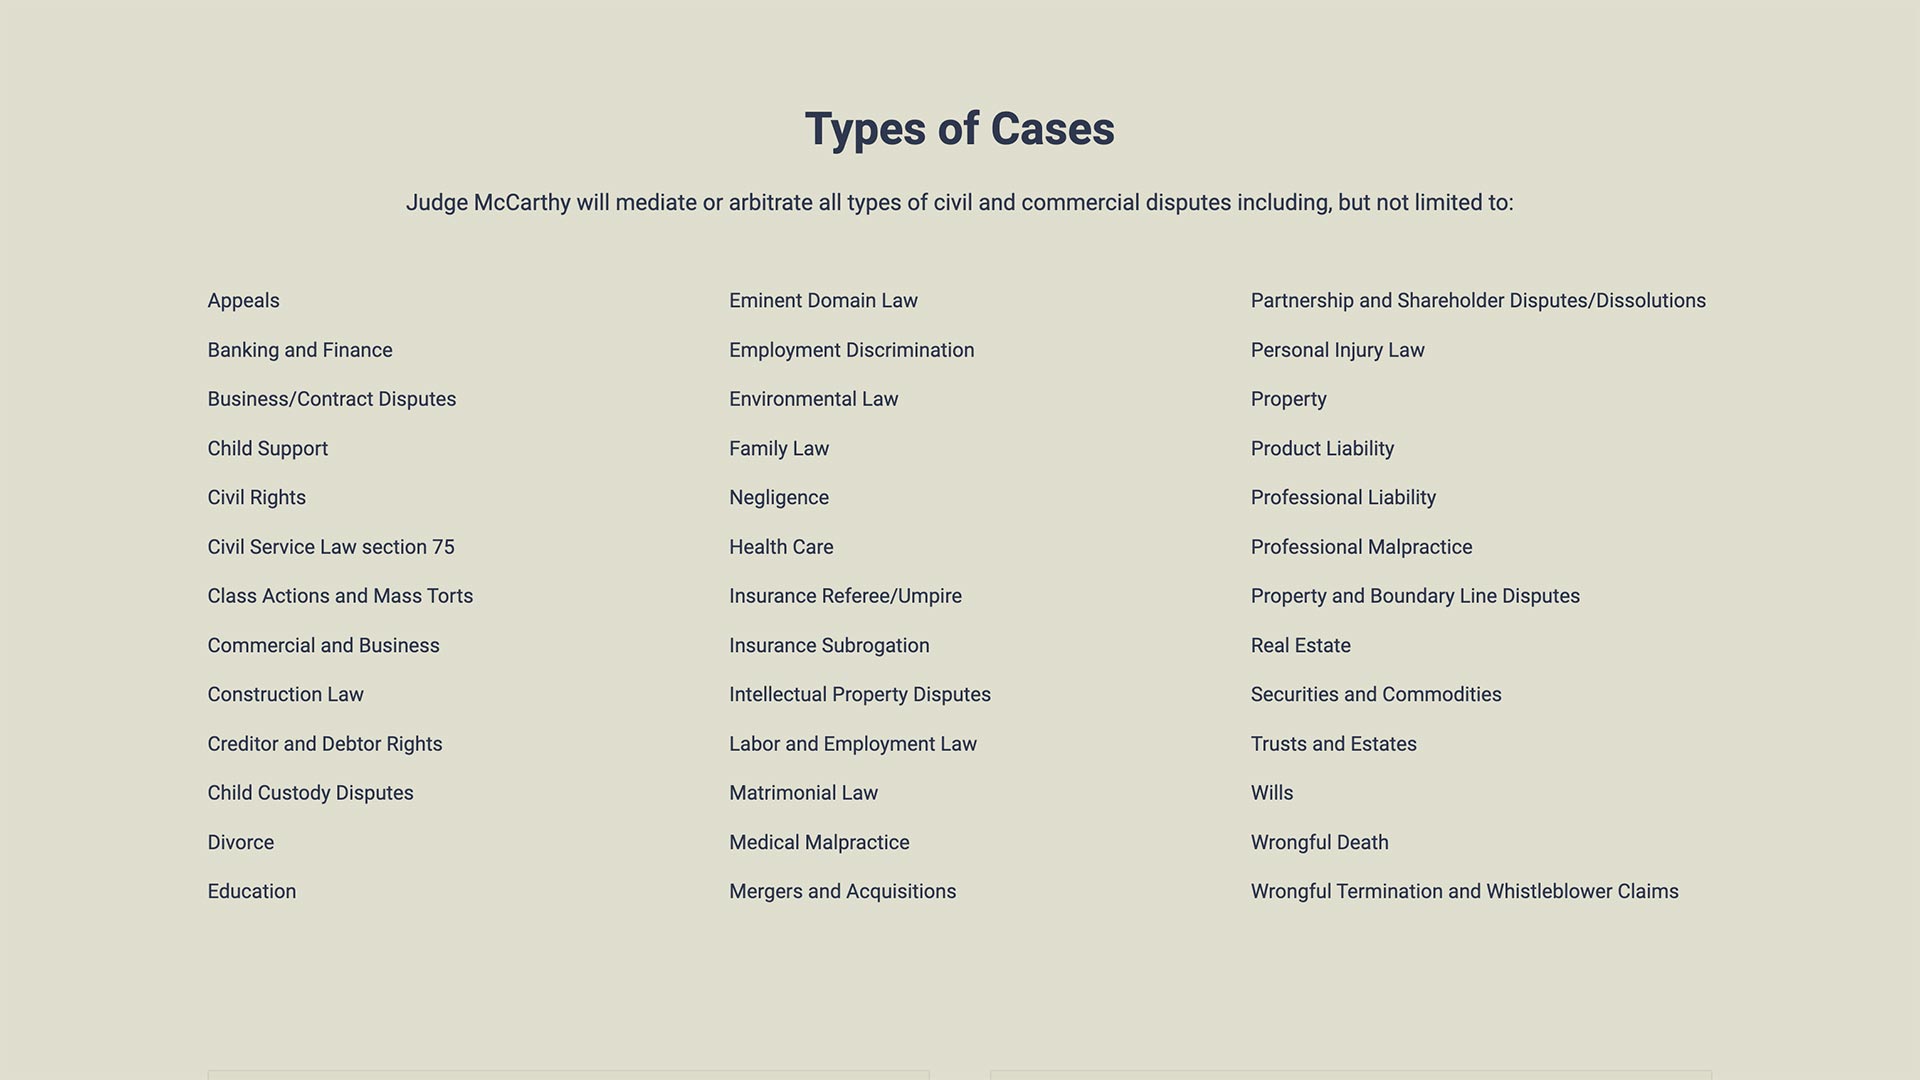 Types of Cases
Judge McCarthy will mediate or arbitrate all types of civil and commercial disputes including, but not limited to:
Appeals
Banking and Finance
Business/Contract Disputes
Child Support
Civil Rights
Civil Service Law section 75
Class Actions and Mass Torts
Commercial and Business
Construction Law
Creditor and Debtor Rights
Child Custody Disputes
Divorce
Education
Eminent Domain Law
Employment Discrimination
Environmental Law
Family Law
Negligence
Health Care
Insurance Referee/Umpire
Insurance Subrogation
Intellectual Property Disputes
Labor and Employment Law
Matrimonial Law
Medical Malpractice
Mergers and Acquisitions
Partnership and Shareholder Disputes/Dissolutions
Personal Injury Law
Property
Product Liability
Professional Liability
Professional Malpractice
Property and Boundary Line Disputes
Real Estate
Securities and Commodities
Trusts and Estates
Wills
Wrongful Death
Wrongful Termination and Whistleblower Claims